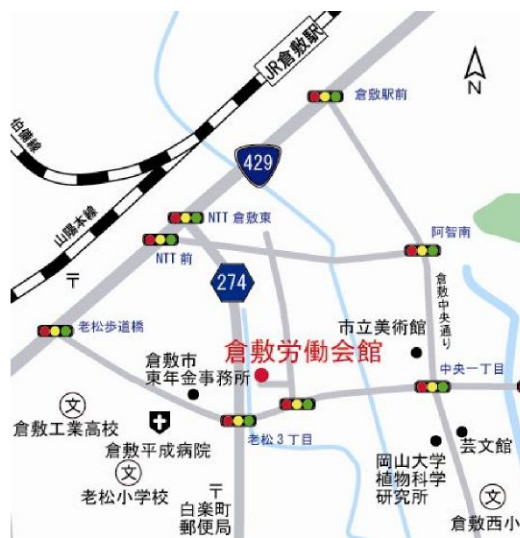 JR倉敷駅
倉敷駅前
N
伯備線
429
山陽本線
NTT 倉敷東
NTT 前
阿智南
274
倉敷中央通り
老松歩道橋
市立美術館
倉敷労働会館
倉敷市
東年金事務所
中央一丁目
文
倉敷工業高校
倉敷平成病院
老松3丁目
芸文館
岡山大学
植物科学
研究所
文
老松小学校
〒
白楽町
郵便局
文
倉敷西小
〒